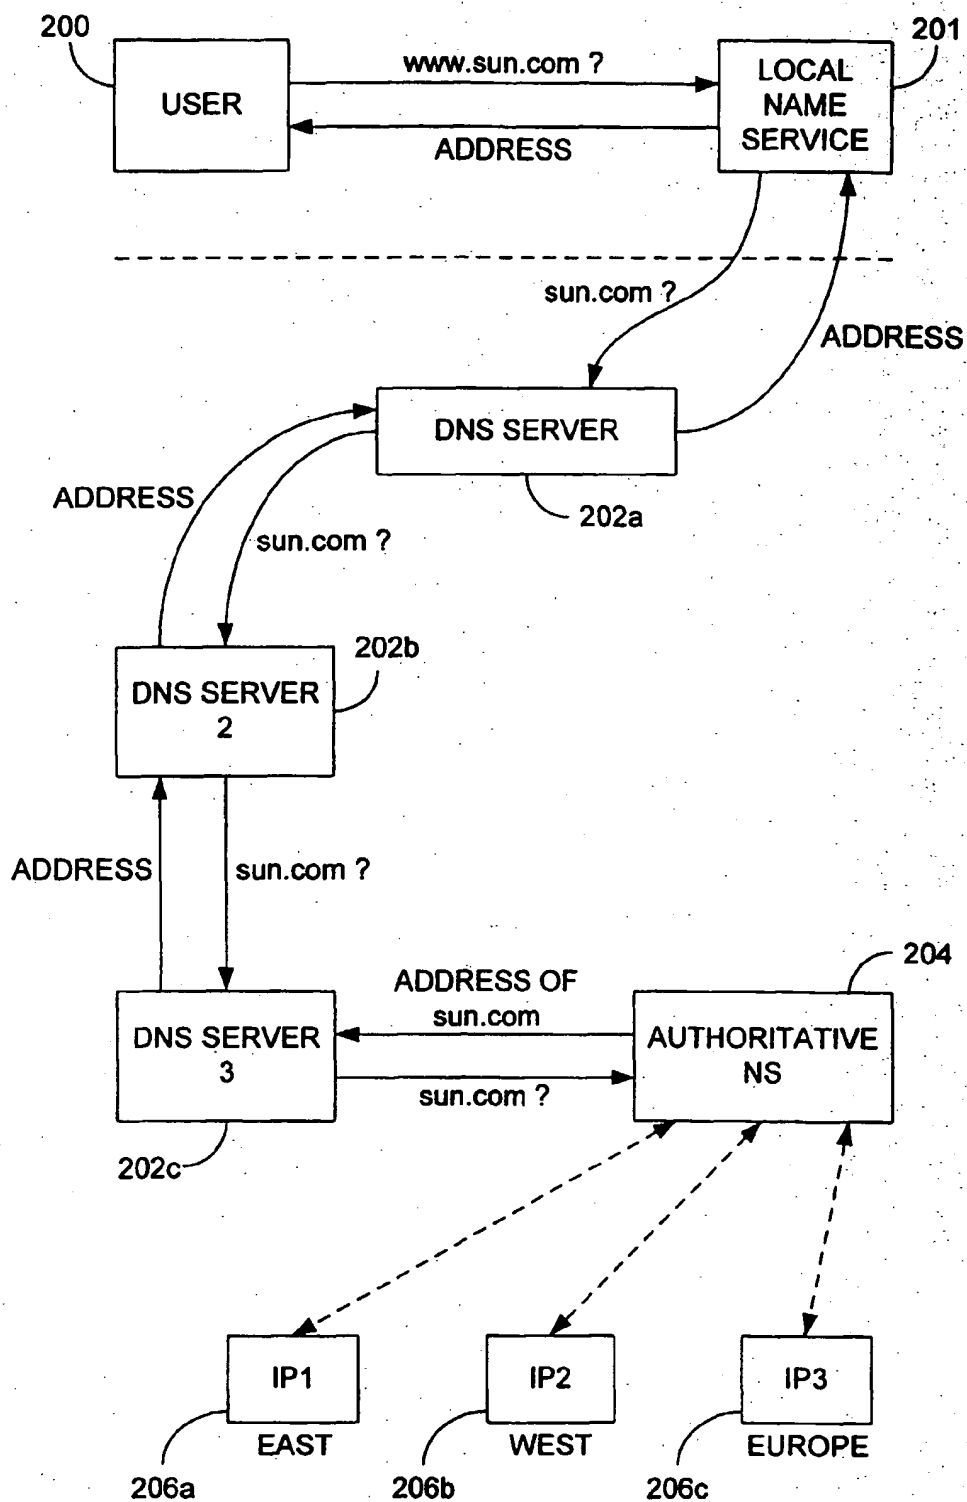 200
201
USER
www.sun.com ?
ADDRESS
LOCAL
NAME
SERVICE
sun.com ?
ADDRESS
DNS SERVER
202a
ADDRESS
sun.com ?
202b
DNS SERVER
2
ADDRESS
sun.com ?
204
DNS SERVER
3
ADDRESS OF
sun.com
sun.com ?
AUTHORITATIVE
NS
202c
IP1
IP2
IP3
EAST
WEST
EUROPE
206a
206b
206c